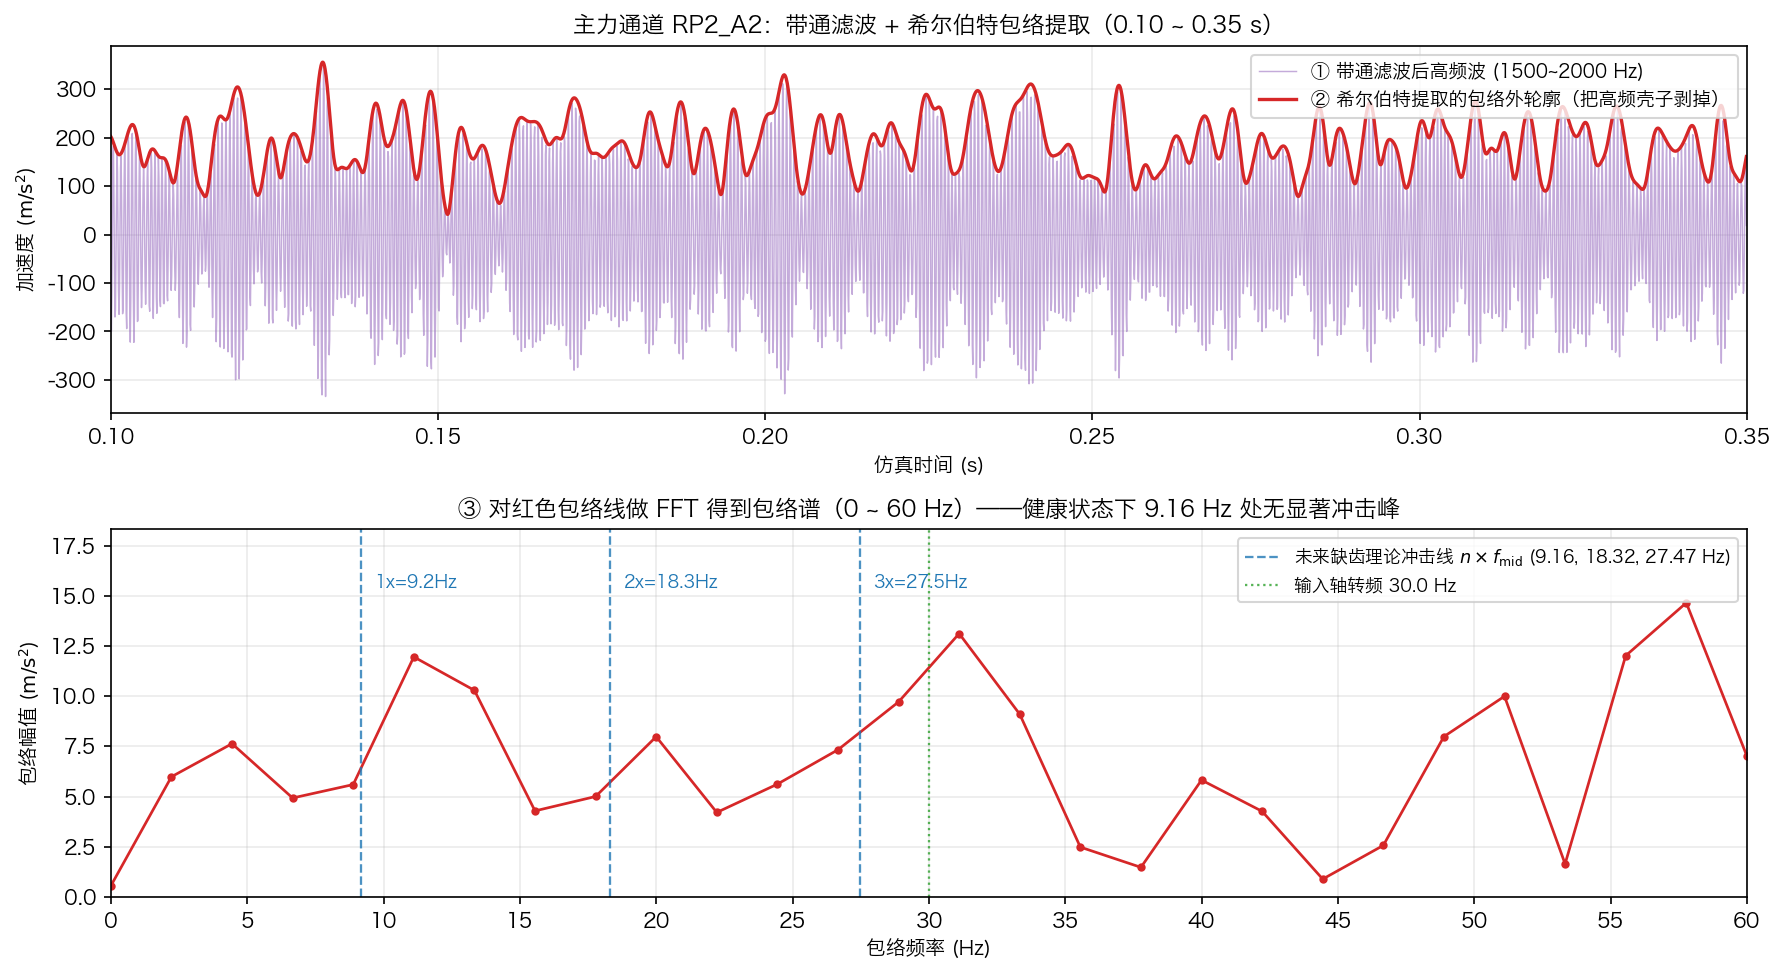 主力通道 RP2_A2：带通滤波 + 希尔伯特包络提取（0.10 ~ 0.35 s）
① 带通滤波后高频波 (1500~2000 Hz)
② 希尔伯特提取的包络外轮廓（把高频壳子剥掉）
加速度 (m/s²)
300
200
100
0
-100
-200
-300
0.10 0.15 0.20 0.25 0.30 0.35
仿真时间 (s)
③ 对红色包络线做 FFT 得到包络谱（0 ~ 60 Hz）——健康状态下 9.16 Hz 处无显著冲击峰
未来缺齿理论冲击线 n × f_mid (9.16, 18.32, 27.47 Hz)
输入轴转频 30.0 Hz
1x=9.2Hz 2x=18.3Hz 3x=27.5Hz
包络幅值 (m/s²)
17.5
15.0
12.5
10.0
7.5
5.0
2.5
0.0
0 5 10 15 20 25 30 35 40 45 50 55 60
包络频率 (Hz)